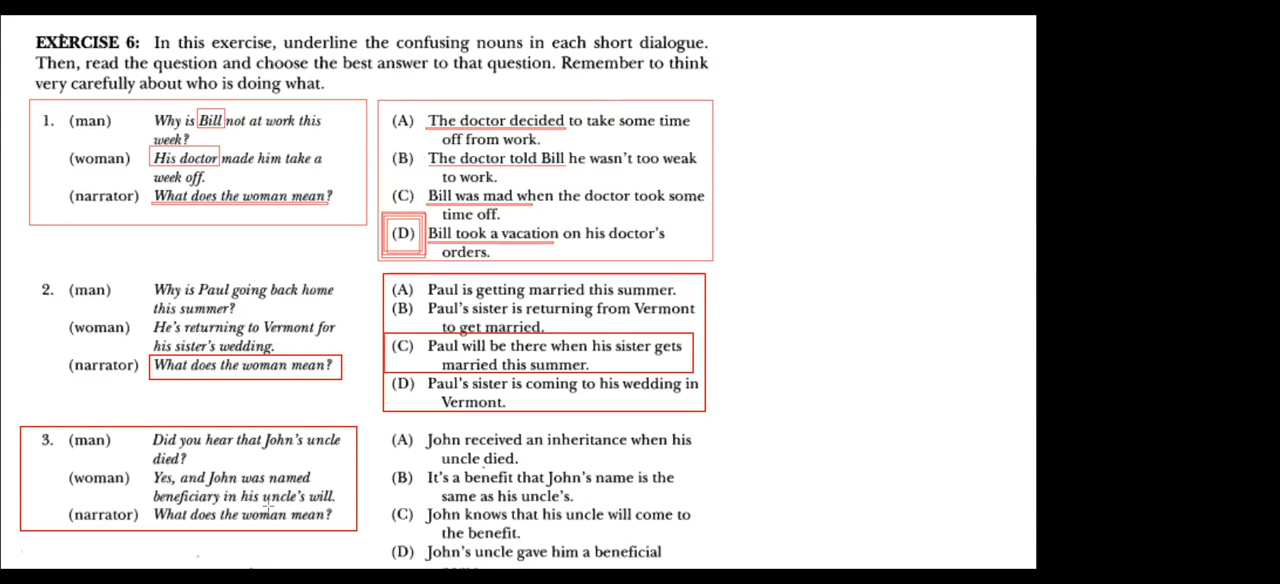 EXERCISE 6: In this exercise, underline the confusing nouns in each short dialogue.
Then, read the question and choose the best answer to that question. Remember to think
very carefully about who is doing what.
1. (man) Why is Bill not at work this
week?
(woman) His doctor made him take a
week off.
(narrator) What does the woman mean?
(A) The doctor decided to take some time
off from work.
(B) The doctor told Bill he wasn't too weak
to work.
(C) Bill was mad when the doctor took some
time off.
(D) Bill took a vacation on his doctor's
orders.
2. (man) Why is Paul going back home
this summer?
(woman) He's returning to Vermont for
his sister's wedding.
(narrator) What does the woman mean?
(A) Paul is getting married this summer.
(B) Paul's sister is returning from Vermont
to get married.
(C) Paul will be there when his sister gets
married this summer.
(D) Paul's sister is coming to his wedding in
Vermont.
3. (man) Did you hear that John's uncle
died?
(woman) Yes, and John was named
beneficiary in his uncle's will.
(narrator) What does the woman mean?
(A) John received an inheritance when his
uncle died.
(B) It's a benefit that John's name is the
same as his uncle's.
(C) John knows that his uncle will come to
the benefit.
(D) John's uncle gave him a beneficial